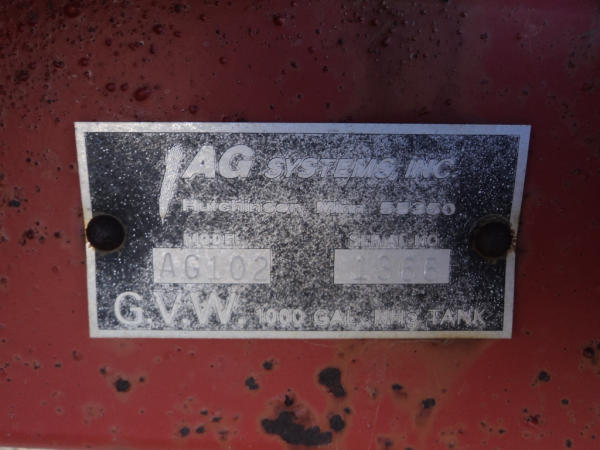 AG SYSTEMS, INC.
Hutchinson, Minn. 55350
MODEL SERIAL NO.
AG102 1366
G.V.W. 1000 GAL. NH3 TANK